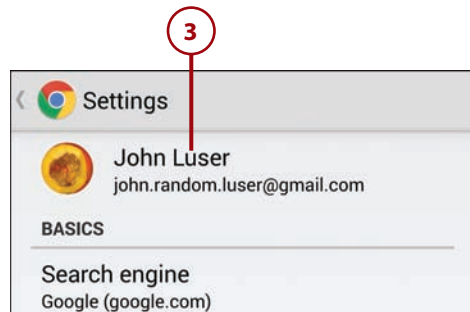 3
Settings
John Luser
john.random.luser@gmail.com
BASICS
Search engine
Google (google.com)